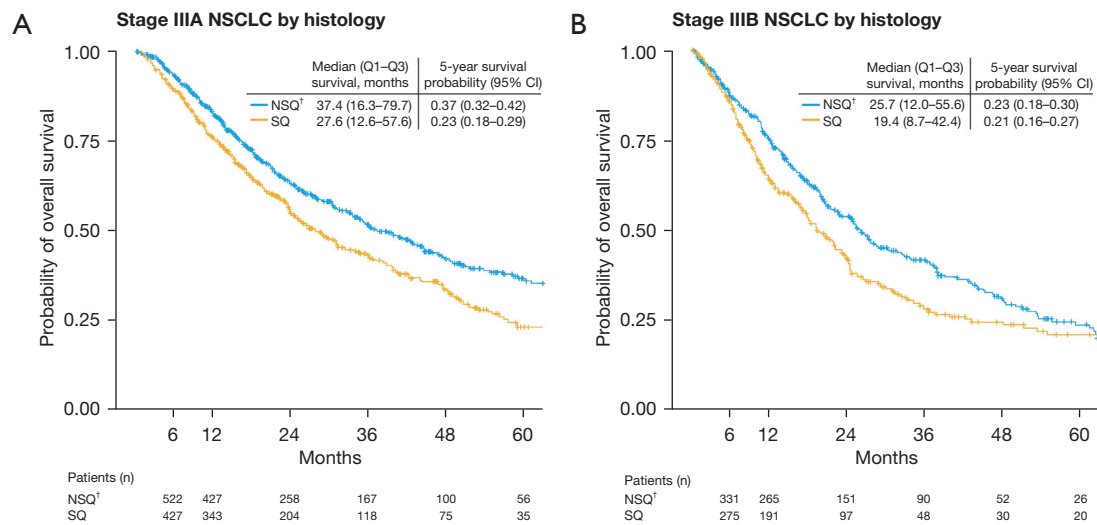 A
Stage IIIA NSCLC by histology
Median (Q1–Q3) survival, months
5-year survival probability (95% CI)
NSQ† 37.4 (16.3–79.7) 0.37 (0.32–0.42)
SQ 27.6 (12.6–57.6) 0.23 (0.18–0.29)
Probability of overall survival
1.00
0.75
0.50
0.25
0.00
6 12 24 36 48 60
Months
Patients (n)
NSQ† 522 427 258 167 100 56
SQ 427 343 204 118 75 35
B
Stage IIIB NSCLC by histology
Median (Q1–Q3) survival, months
5-year survival probability (95% CI)
NSQ† 25.7 (12.0–55.6) 0.23 (0.18–0.30)
SQ 19.4 (8.7–42.4) 0.21 (0.16–0.27)
Probability of overall survival
1.00
0.75
0.50
0.25
0.00
6 12 24 36 48 60
Months
Patients (n)
NSQ† 331 265 151 90 52 26
SQ 275 191 97 48 30 20